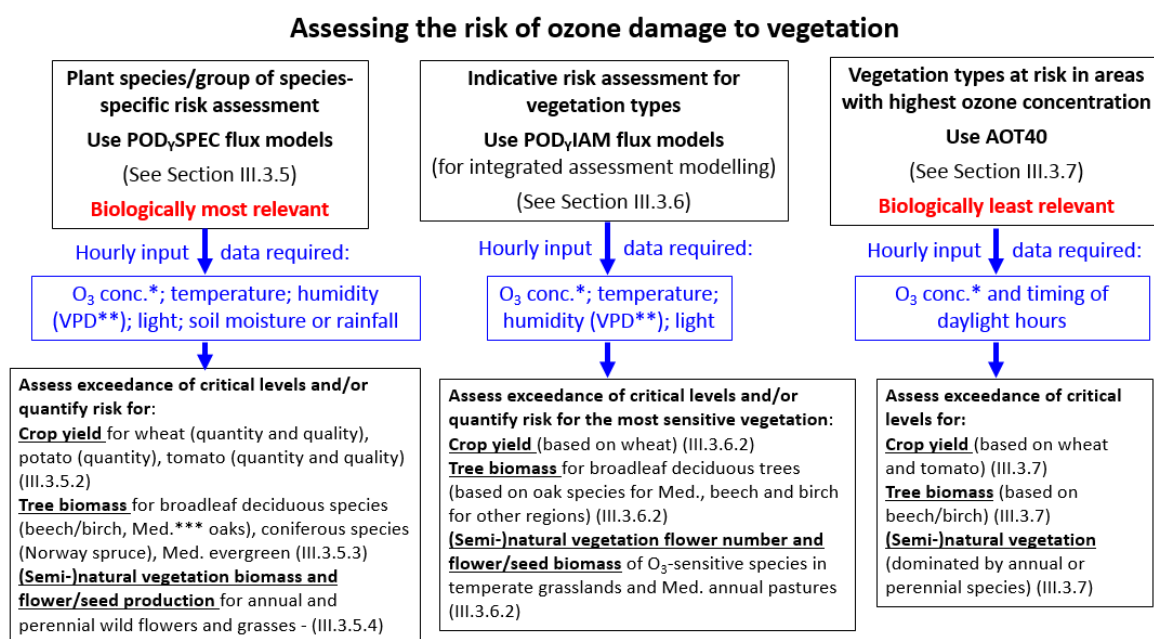 Assessing the risk of ozone damage to vegetation
Plant species/group of species-
specific risk assessment
Use PODYSPEC flux models
(See Section III.3.5)
Biologically most relevant
Hourly input data required:
O3 conc.*; temperature; humidity
(VPD**); light; soil moisture or rainfall
Assess exceedance of critical levels and/or
quantify risk for:
Crop yield for wheat (quantity and quality),
potato (quantity), tomato (quantity and quality)
(III.3.5.2)
Tree biomass for broadleaf deciduous species
(beech/birch, Med.*** oaks), coniferous species
(Norway spruce), Med. evergreen (III.3.5.3)
(Semi-)natural vegetation biomass and
flower/seed production for annual and
perennial wild flowers and grasses - (III.3.5.4)
Indicative risk assessment for
vegetation types
Use PODYIAM flux models
(for integrated assessment modelling)
(See Section III.3.6)
Hourly input data required:
O3 conc.*; temperature;
humidity (VPD**); light
Assess exceedance of critical levels and/or
quantify risk for the most sensitive vegetation:
Crop yield (based on wheat) (III.3.6.2)
Tree biomass for broadleaf deciduous trees
(based on oak species for Med., beech and birch
for other regions) (III.3.6.2)
(Semi-)natural vegetation flower number and
flower/seed biomass of O3-sensitive species in
temperate grasslands and Med. annual pastures
(III.3.6.2)
Vegetation types at risk in areas
with highest ozone concentration
Use AOT40
(See Section III.3.7)
Biologically least relevant
Hourly input data required:
O3 conc.* and timing of
daylight hours
Assess exceedance of critical
levels for:
Crop yield (based on wheat
and tomato) (III.3.7)
Tree biomass (based on
beech/birch) (III.3.7)
(Semi-)natural vegetation
(dominated by annual or
perennial species) (III.3.7)